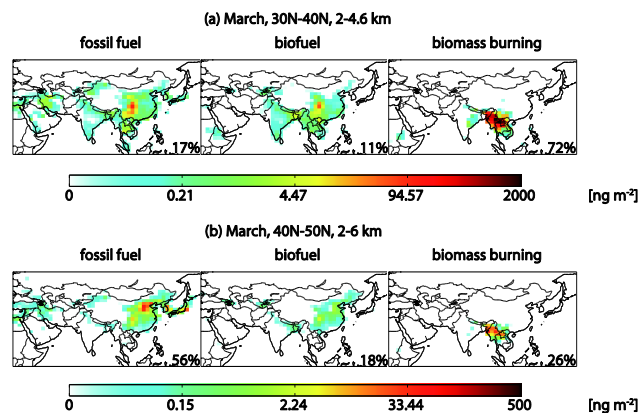 (a) March, 30N-40N, 2-4.6 km
fossil fuel biofuel biomass burning
17% 11% 72%
0 0.21 4.47 94.57 2000 [ng m-2]
(b) March, 40N-50N, 2-6 km
fossil fuel biofuel biomass burning
56% 18% 26%
0 0.15 2.24 33.44 500 [ng m-2]